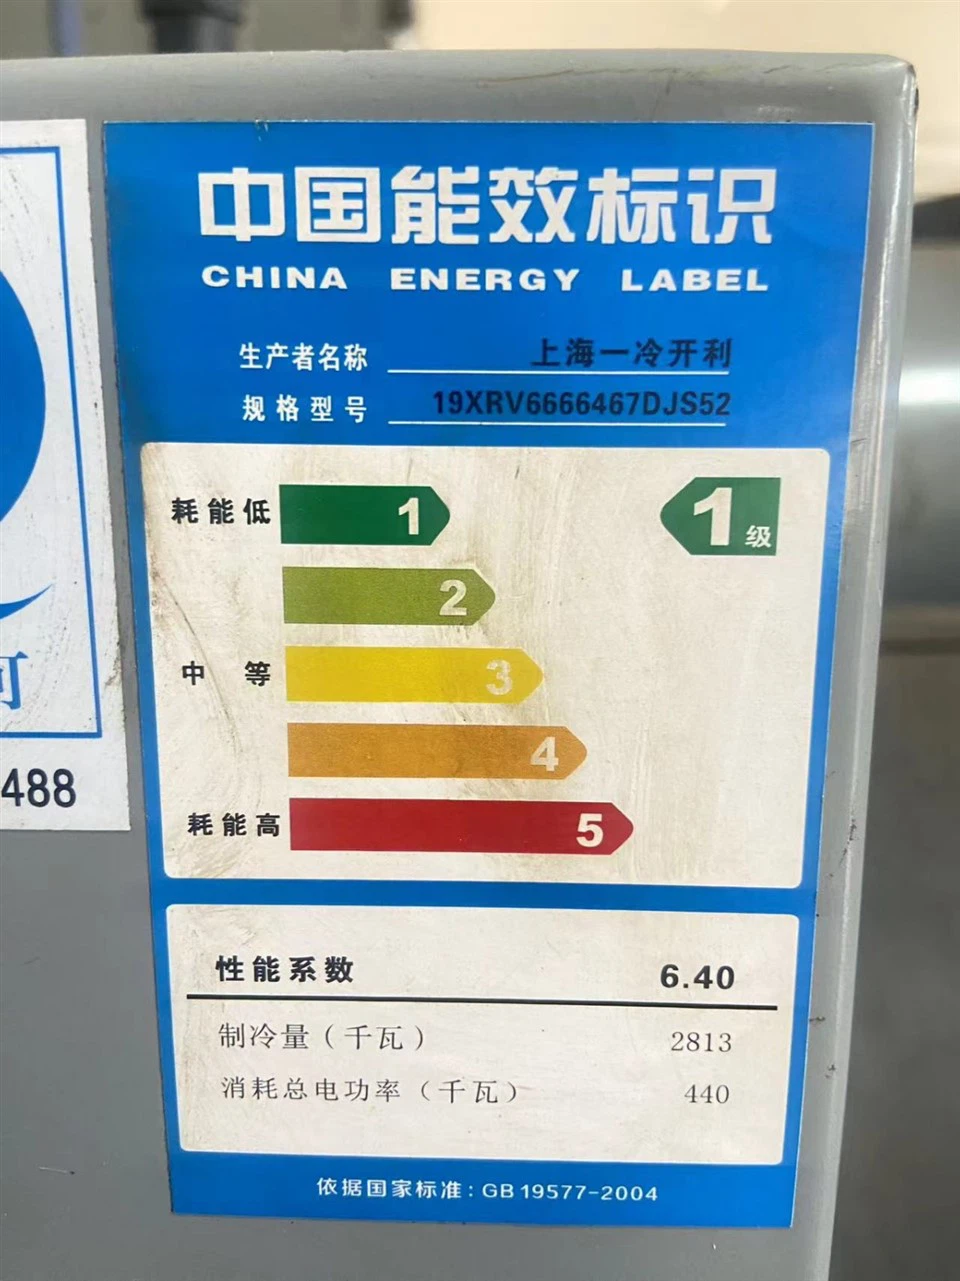 中国能效标识
CHINA ENERGY LABEL
生产者名称 上海一冷开利
规格型号 19XRV6666467DJS52
耗能低 1 1级
2
中 等 3
4
耗能高 5
性能系数 6.40
制冷量（千瓦） 2813
消耗总电功率（千瓦） 440
依据国家标准：GB 19577-2004
可
488